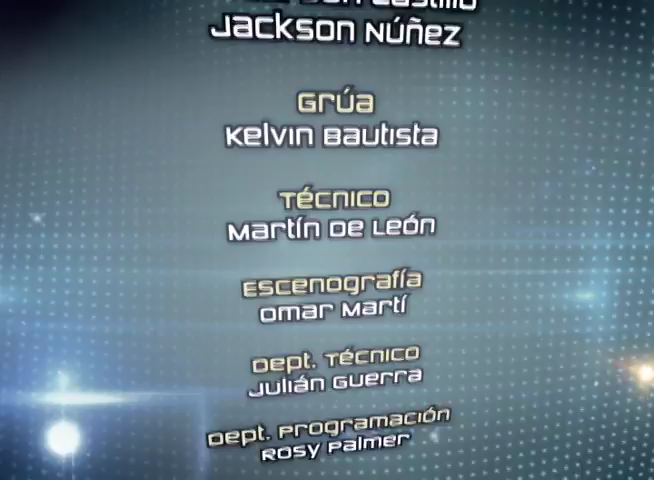 Jackson Núñez
Grúa
Kelvin Bautista
Técnico
Martín De León
Escenografía
Omar Martí
Dept. Técnico
Julián Guerra
Dept. Programación
Rosy Palmer